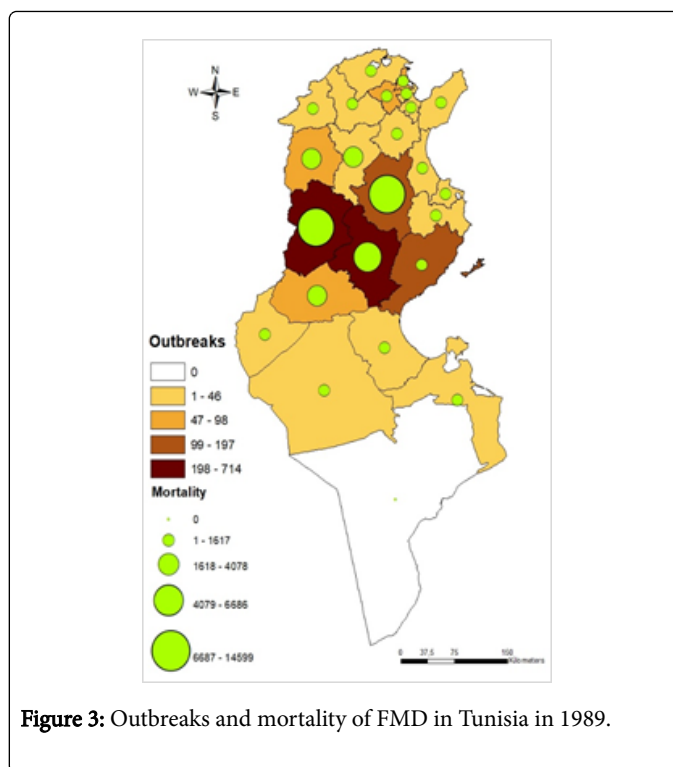 N
W E
S
Outbreaks
0
1 - 46
47 - 98
99 - 197
198 - 714
Mortality
0
1 - 1617
1618 - 4078
4079 - 6686
6687 - 14599
0 37,5 75 150
Kilometers
Figure 3: Outbreaks and mortality of FMD in Tunisia in 1989.